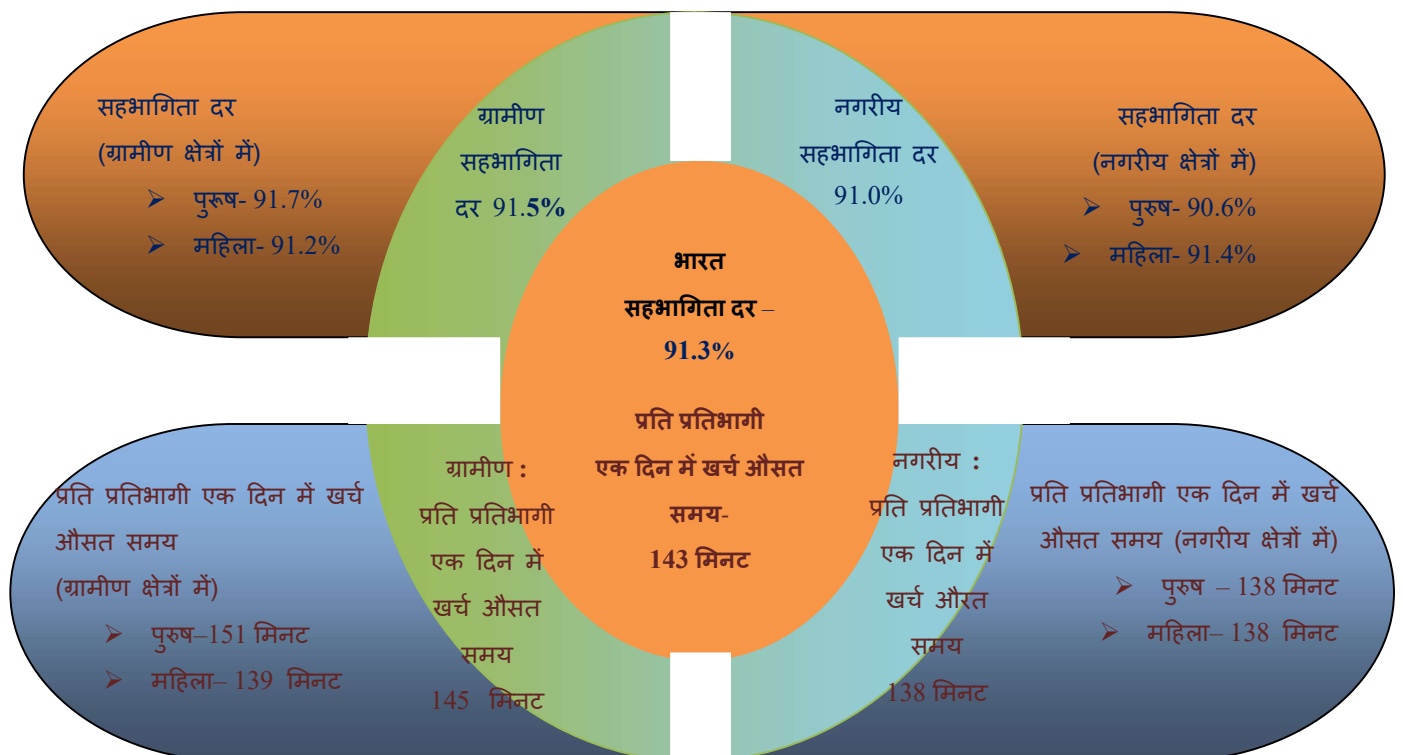 सहभागिता दर
(ग्रामीण क्षेत्रों में)
➢ पुरूष- 91.7%
➢ महिला- 91.2%
ग्रामीण
सहभागिता
दर 91.5%
नगरीय
सहभागिता दर
91.0%
सहभागिता दर
(नगरीय क्षेत्रों में)
➢ पुरुष- 90.6%
➢ महिला- 91.4%
भारत
सहभागिता दर –
91.3%
प्रति प्रतिभागी
एक दिन में खर्च औसत
समय-
143 मिनट
प्रति प्रतिभागी एक दिन में खर्च
औसत समय
(ग्रामीण क्षेत्रों में)
➢ पुरुष–151 मिनट
➢ महिला– 139 मिनट
ग्रामीण :
प्रति प्रतिभागी
एक दिन में
खर्च औसत
समय
145 मिनट
नगरीय :
प्रति प्रतिभागी
एक दिन में
खर्च औरत
समय
138 मिनट
प्रति प्रतिभागी एक दिन में खर्च
औसत समय (नगरीय क्षेत्रों में)
➢ पुरुष – 138 मिनट
➢ महिला– 138 मिनट